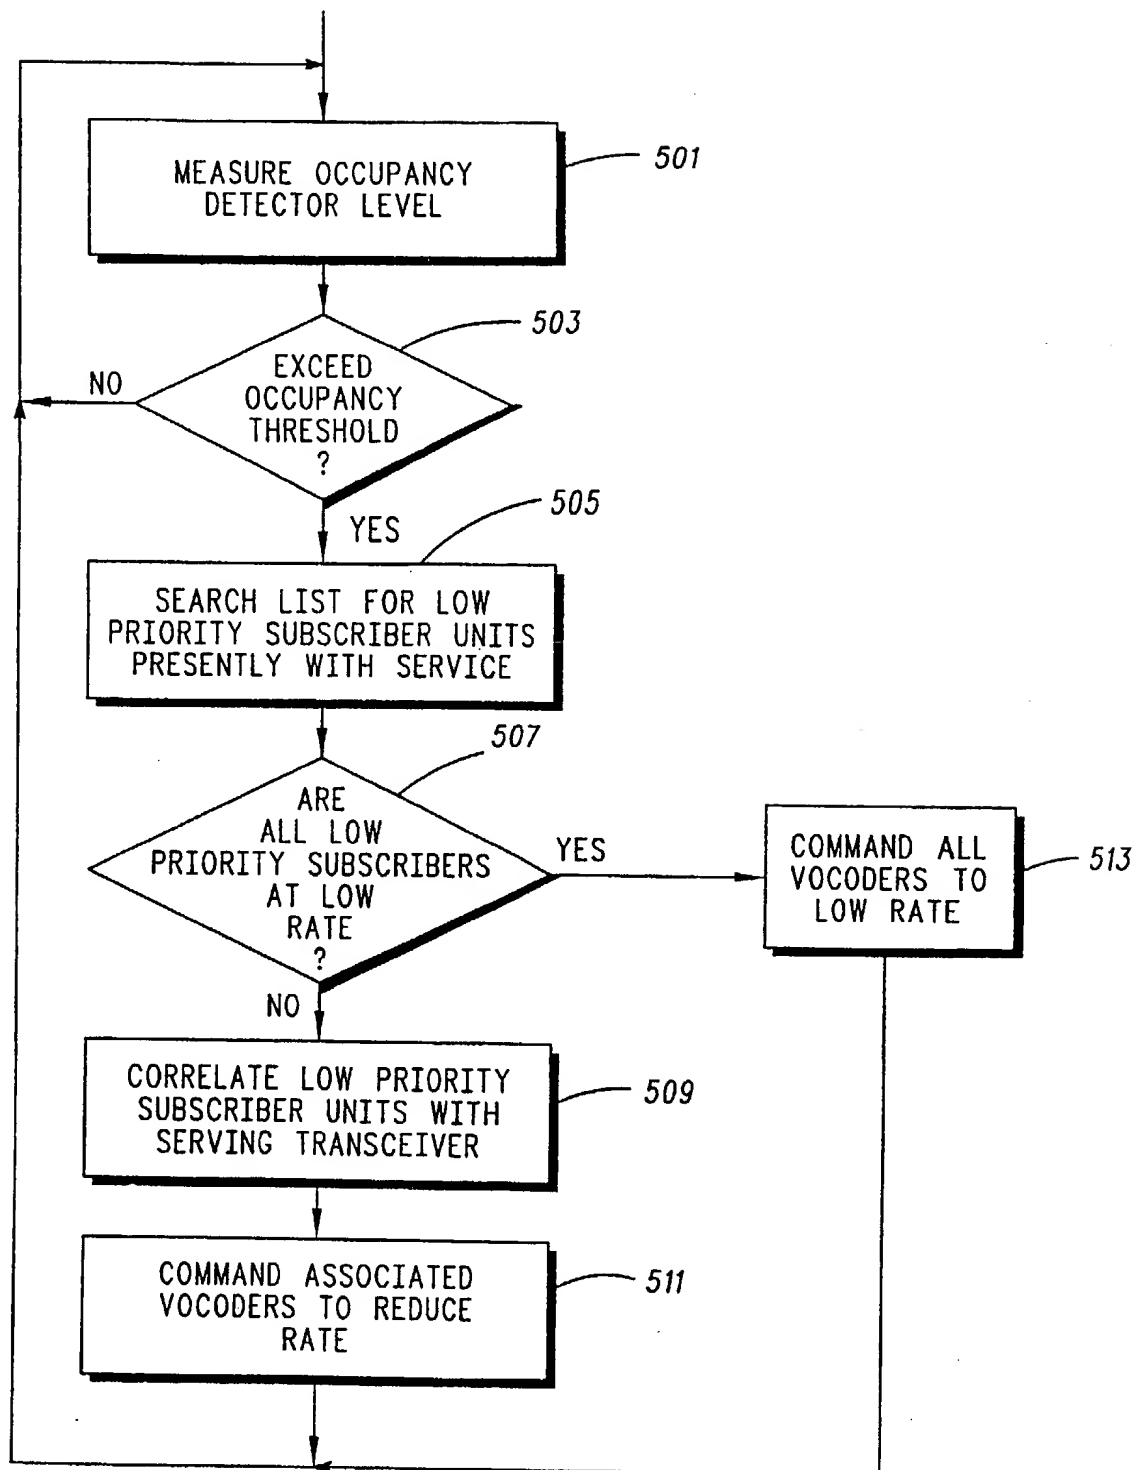 MEASURE OCCUPANCY
DETECTOR LEVEL
501
503
EXCEED
OCCUPANCY
THRESHOLD
?
NO
YES
505
SEARCH LIST FOR LOW
PRIORITY SUBSCRIBER UNITS
PRESENTLY WITH SERVICE
507
ARE
ALL LOW
PRIORITY SUBSCRIBERS
AT LOW
RATE
?
YES
NO
COMMAND ALL
VOCODERS TO
LOW RATE
513
CORRELATE LOW PRIORITY
SUBSCRIBER UNITS WITH
SERVING TRANSCEIVER
509
COMMAND ASSOCIATED
VOCODERS TO REDUCE
RATE
511